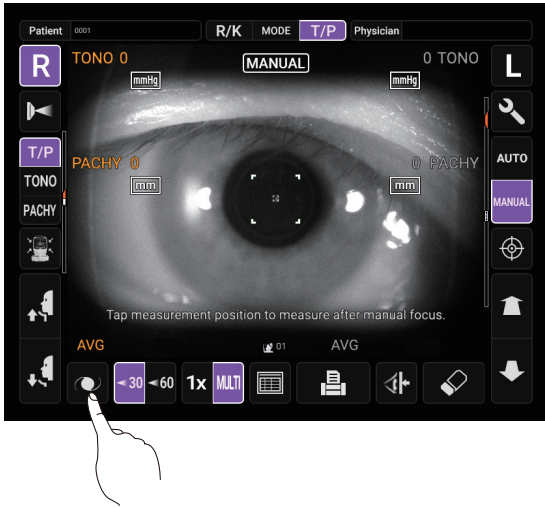 Patient 0001 R/K MODE T/P Physician
R TONO 0 MANUAL 0 TONO L
mmHg mmHg
T/P AUTO
PACHY 0 0 PACHY
TONO mm mm
PACHY MANUAL
Tap measurement position to measure after manual focus.
AVG 01 AVG
30 60 1x MULTI